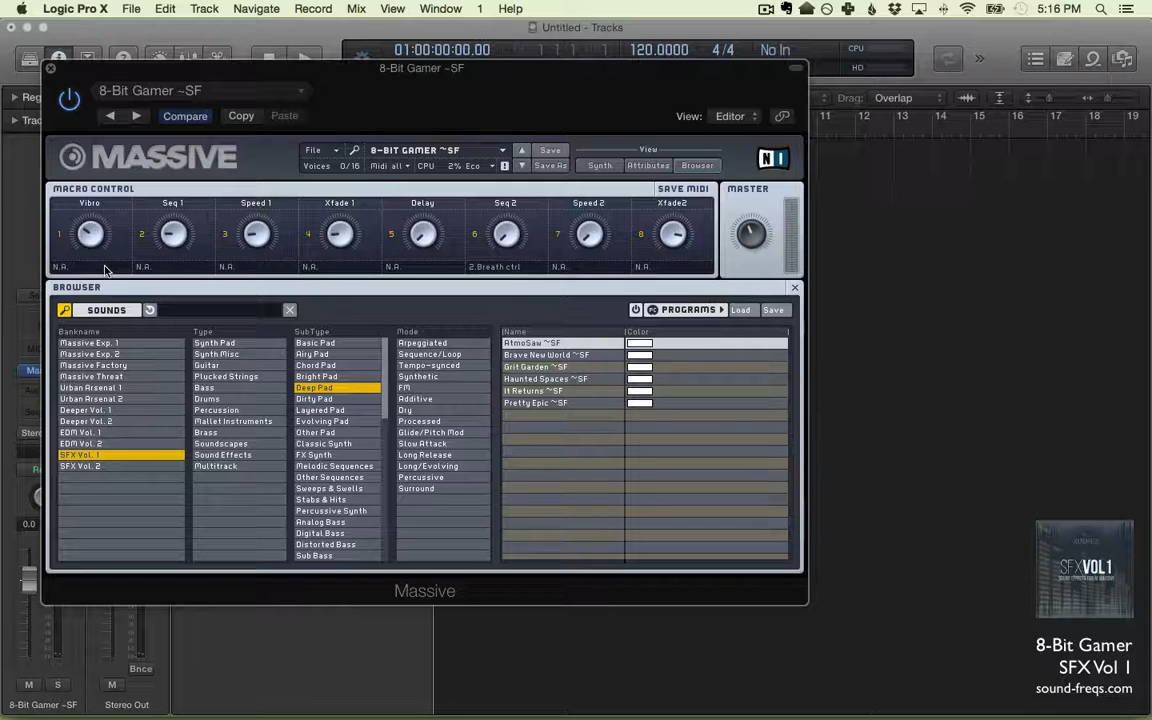 Logic Pro X File Edit Track Navigate Record Mix View Window 1 Help 5:16 PM
Untitled - Tracks
01:00:00:00.00 1 1 1 1 120.0000 4/4 No In CPU
HD
8-Bit Gamer ~SF
Drag: Overlap
11 12 13 14 15 16 17 18 19
8-Bit Gamer ~SF
Compare Copy Paste View: Editor
MASSIVE
File 8-BIT GAMER ~SF Save View
Voices 0/16 Midi all CPU 2% Eco Save As Synth Attributes Browser
NI
MACRO CONTROL SAVE MIDI MASTER
Vibro Seq 1 Speed 1 Xfade 1 Delay Seq 2 Speed 2 Xfade2
1 2 3 4 5 6 7 8
N.A. N.A. N.A. N.A. N.A. 2.Breath ctrl N.A. N.A.
BROWSER
SOUNDS PC PROGRAMS Load Save
Bankname Type SubType Mode Name Color
Massive Exp. 1 Synth Pad Basic Pad Arpeggiated AtmoSaw ~SF
Massive Exp. 2 Synth Misc Airy Pad Sequence/Loop Brave New World ~SF
Massive Factory Guitar Chord Pad Tempo-synced Grit Garden ~SF
Massive Threat Plucked Strings Bright Pad Synthetic Haunted Spaces ~SF
Urban Arsenal 1 Bass Deep Pad FM It Returns ~SF
Urban Arsenal 2 Drums Dirty Pad Additive Pretty Epic ~SF
Deeper Vol. 1 Percussion Layered Pad Dry
Deeper Vol. 2 Mallet Instruments Evolving Pad Processed
EDM Vol. 1 Brass Other Pad Glide/Pitch Mod
EDM Vol. 2 Soundscapes Classic Synth Slow Attack
SFX Vol. 1 Sound Effects FX Synth Long Release
SFX Vol. 2 Multitrack Melodic Sequences Long/Evolving
Other Sequences Percussive
Sweeps & Swells Surround
Stabs & Hits
Percussive Synth
Analog Bass
Digital Bass
Distorted Bass
Sub Bass
Massive
0.0
Bnce
M S M
8-Bit Gamer ~SF Stereo Out
SFXVOL1
8-Bit Gamer
SFX Vol 1
sound-freqs.com